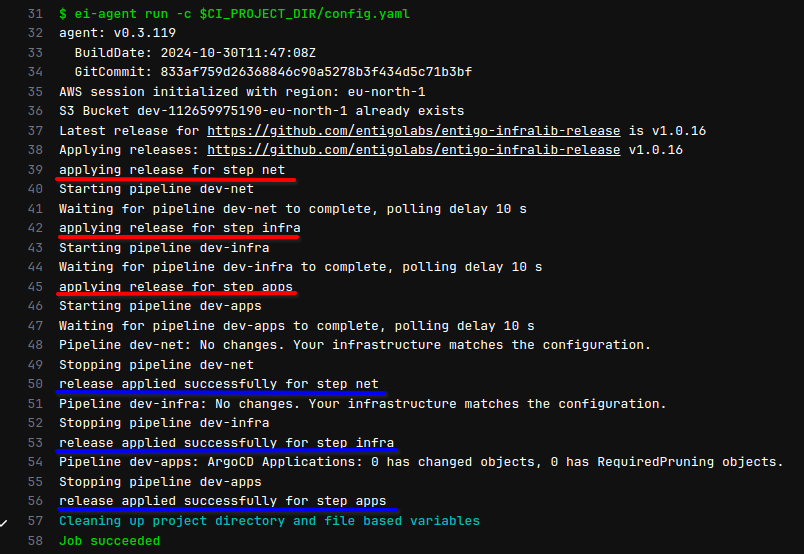 31 $ ei-agent run -c $CI_PROJECT_DIR/config.yaml
32 agent: v0.3.119
33   BuildDate: 2024-10-30T11:47:08Z
34   GitCommit: 833af759d26368846c90a5278b3f434d5c71b3bf
35 AWS session initialized with region: eu-north-1
36 S3 Bucket dev-112659975190-eu-north-1 already exists
37 Latest release for https://github.com/entigolabs/entigo-infralib-release is v1.0.16
38 Applying releases: https://github.com/entigolabs/entigo-infralib-release v1.0.16
39 applying release for step net
40 Starting pipeline dev-net
41 Waiting for pipeline dev-net to complete, polling delay 10 s
42 applying release for step infra
43 Starting pipeline dev-infra
44 Waiting for pipeline dev-infra to complete, polling delay 10 s
45 applying release for step apps
46 Starting pipeline dev-apps
47 Waiting for pipeline dev-apps to complete, polling delay 10 s
48 Pipeline dev-net: No changes. Your infrastructure matches the configuration.
49 Stopping pipeline dev-net
50 release applied successfully for step net
51 Pipeline dev-infra: No changes. Your infrastructure matches the configuration.
52 Stopping pipeline dev-infra
53 release applied successfully for step infra
54 Pipeline dev-apps: ArgoCD Applications: 0 has changed objects, 0 has RequiredPruning objects.
55 Stopping pipeline dev-apps
56 release applied successfully for step apps
57 Cleaning up project directory and file based variables
58 Job succeeded